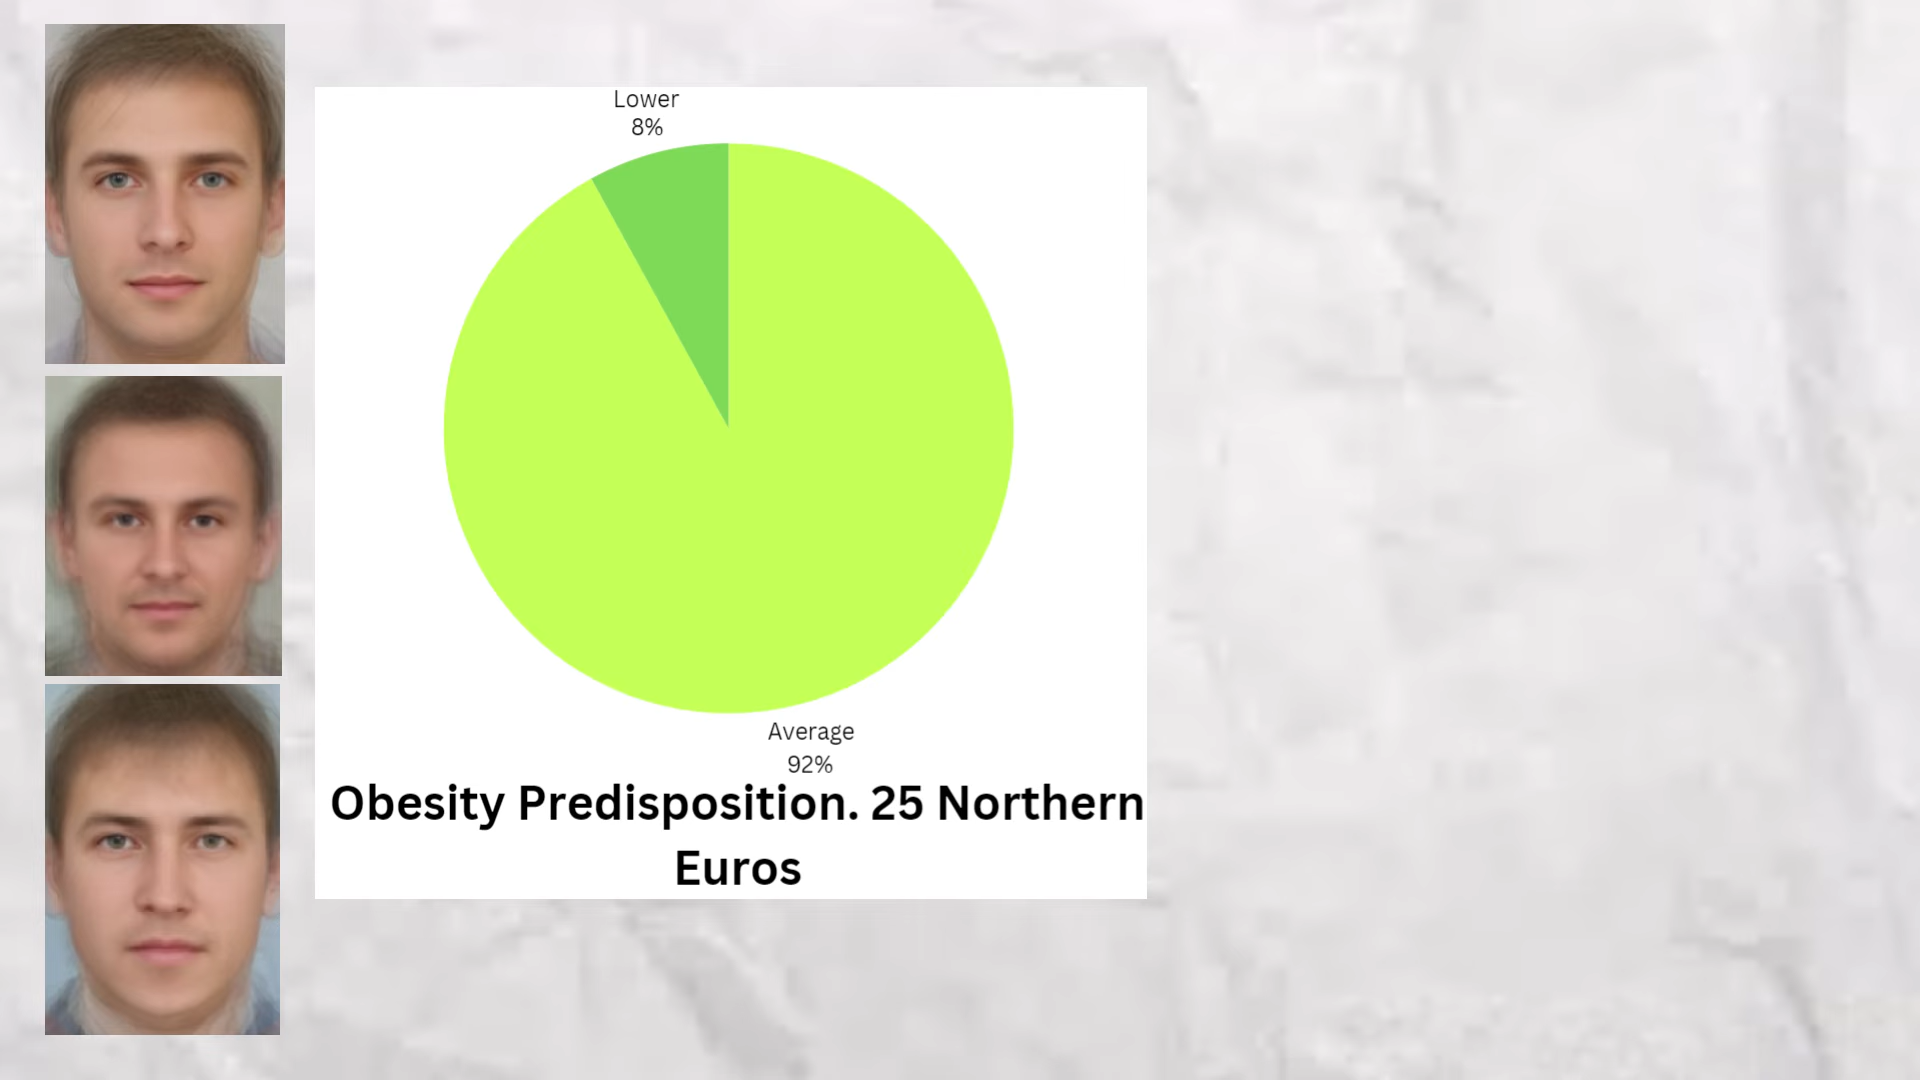 Lower
8%
Average
92%
Obesity Predisposition. 25 Northern
Euros